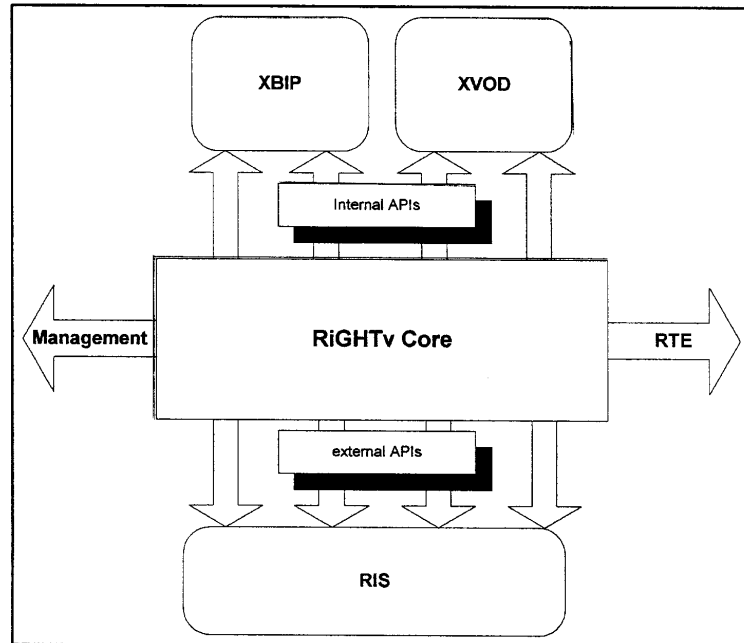 XBIP
XVOD
Internal APIs
Management
RiGHTv Core
RTE
external APIs
RIS